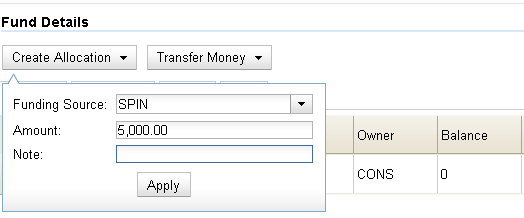 Fund Details
Create Allocation Transfer Money
Funding Source: SPIN
Amount: 5,000.00
Note:
Apply
Owner Balance
CONS 0